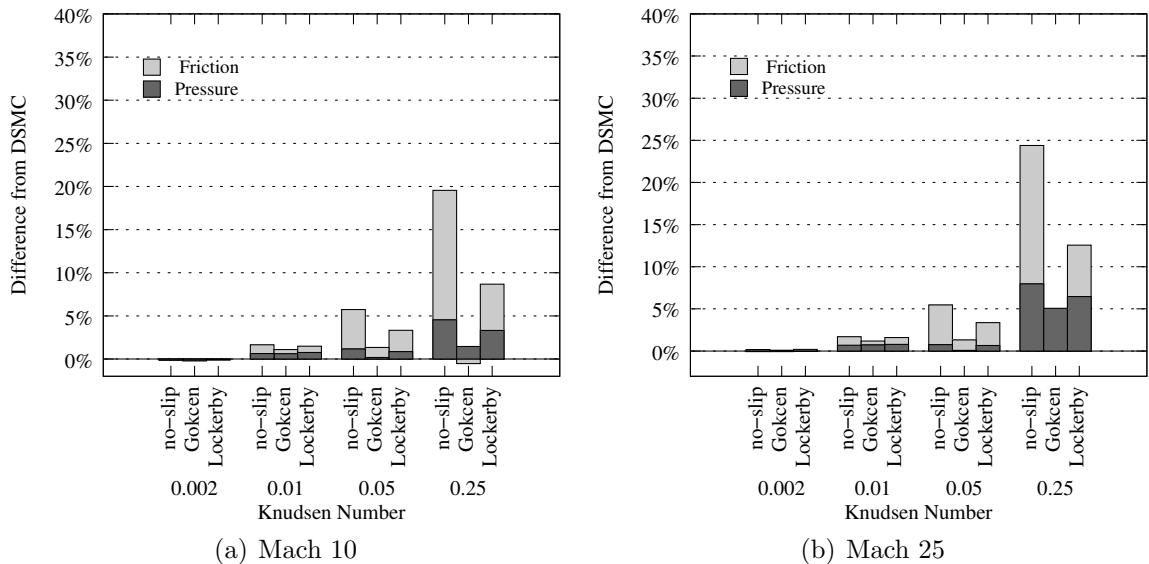 40%
35%
30%
25%
20%
15%
10%
5%
0%
Difference from DSMC
Friction
Pressure
no-slip
Gokcen
Lockerby
no-slip
Gokcen
Lockerby
no-slip
Gokcen
Lockerby
no-slip
Gokcen
Lockerby
0.002 0.01 0.05 0.25
Knudsen Number
(a) Mach 10
40%
35%
30%
25%
20%
15%
10%
5%
0%
Difference from DSMC
Friction
Pressure
no-slip
Gokcen
Lockerby
no-slip
Gokcen
Lockerby
no-slip
Gokcen
Lockerby
no-slip
Gokcen
Lockerby
0.002 0.01 0.05 0.25
Knudsen Number
(b) Mach 25